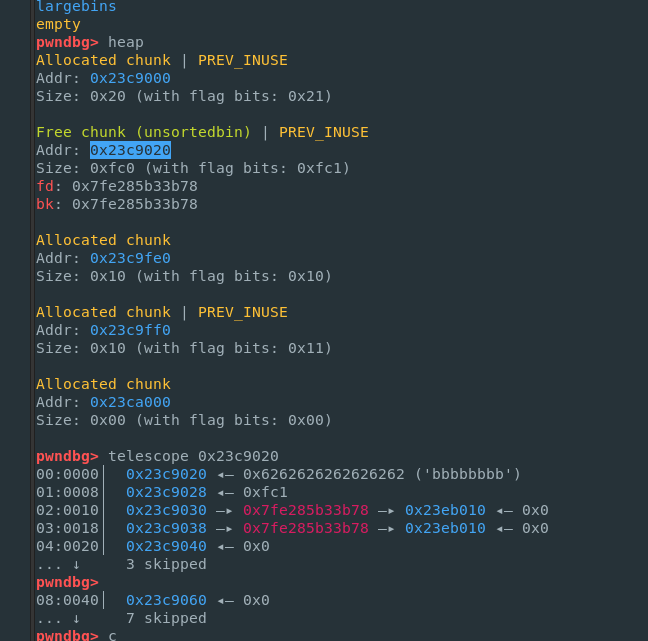 largebins
empty
pwndbg> heap
Allocated chunk | PREV_INUSE
Addr: 0x23c9000
Size: 0x20 (with flag bits: 0x21)
Free chunk (unsortedbin) | PREV_INUSE
Addr: 0x23c9020
Size: 0xfc0 (with flag bits: 0xfc1)
fd: 0x7fe285b33b78
bk: 0x7fe285b33b78
Allocated chunk
Addr: 0x23c9fe0
Size: 0x10 (with flag bits: 0x10)
Allocated chunk | PREV_INUSE
Addr: 0x23c9ff0
Size: 0x10 (with flag bits: 0x11)
Allocated chunk
Addr: 0x23ca000
Size: 0x00 (with flag bits: 0x00)
pwndbg> telescope 0x23c9020
00:0000│ 0x23c9020 ◂— 0x6262626262626262 ('bbbbbbbb')
01:0008│ 0x23c9028 ◂— 0xfc1
02:0010│ 0x23c9030 —▸ 0x7fe285b33b78 —▸ 0x23eb010 ◂— 0x0
03:0018│ 0x23c9038 —▸ 0x7fe285b33b78 —▸ 0x23eb010 ◂— 0x0
04:0020│ 0x23c9040 ◂— 0x0
... ↓ 3 skipped
pwndbg>
08:0040│ 0x23c9060 ◂— 0x0
... ↓ 7 skipped
pwndbg> c